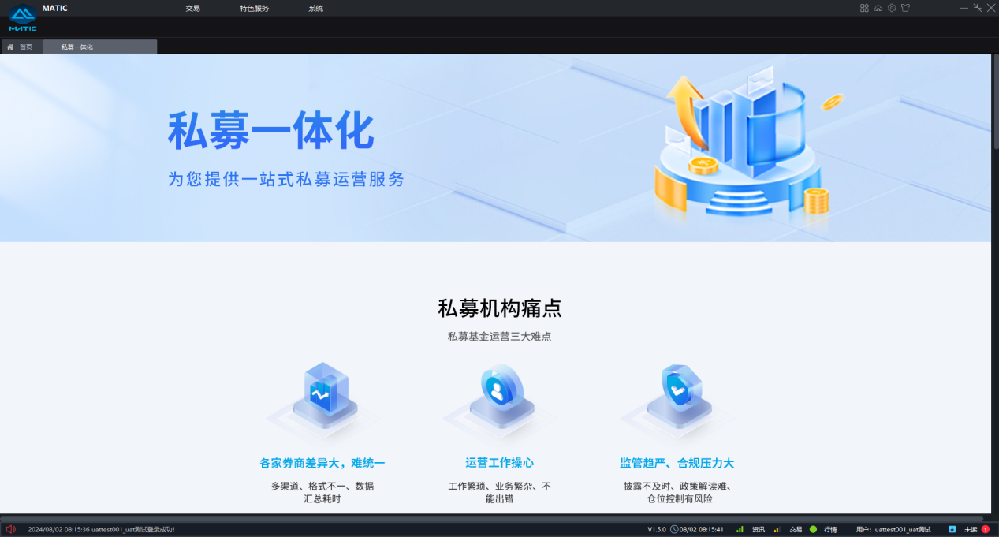 MATIC
交易
特色服务
系统
MATIC
首页
私募一体化
私募一体化
为您提供一站式私募运营服务
私募机构痛点
私募基金运营三大难点
各家券商差异大，难统一
多渠道、格式不一、数据
汇总耗时
运营工作操心
工作繁琐、业务繁杂、不
能出错
监管趋严、合规压力大
披露不及时、政策解读难、
仓位控制有风险
2024/08/02 08:15:36 uattest001_uat测试登录成功!
V1.5.0
08/02 08:15:41
资讯
交易
行情
用户: uattest001_uat测试
未读
1